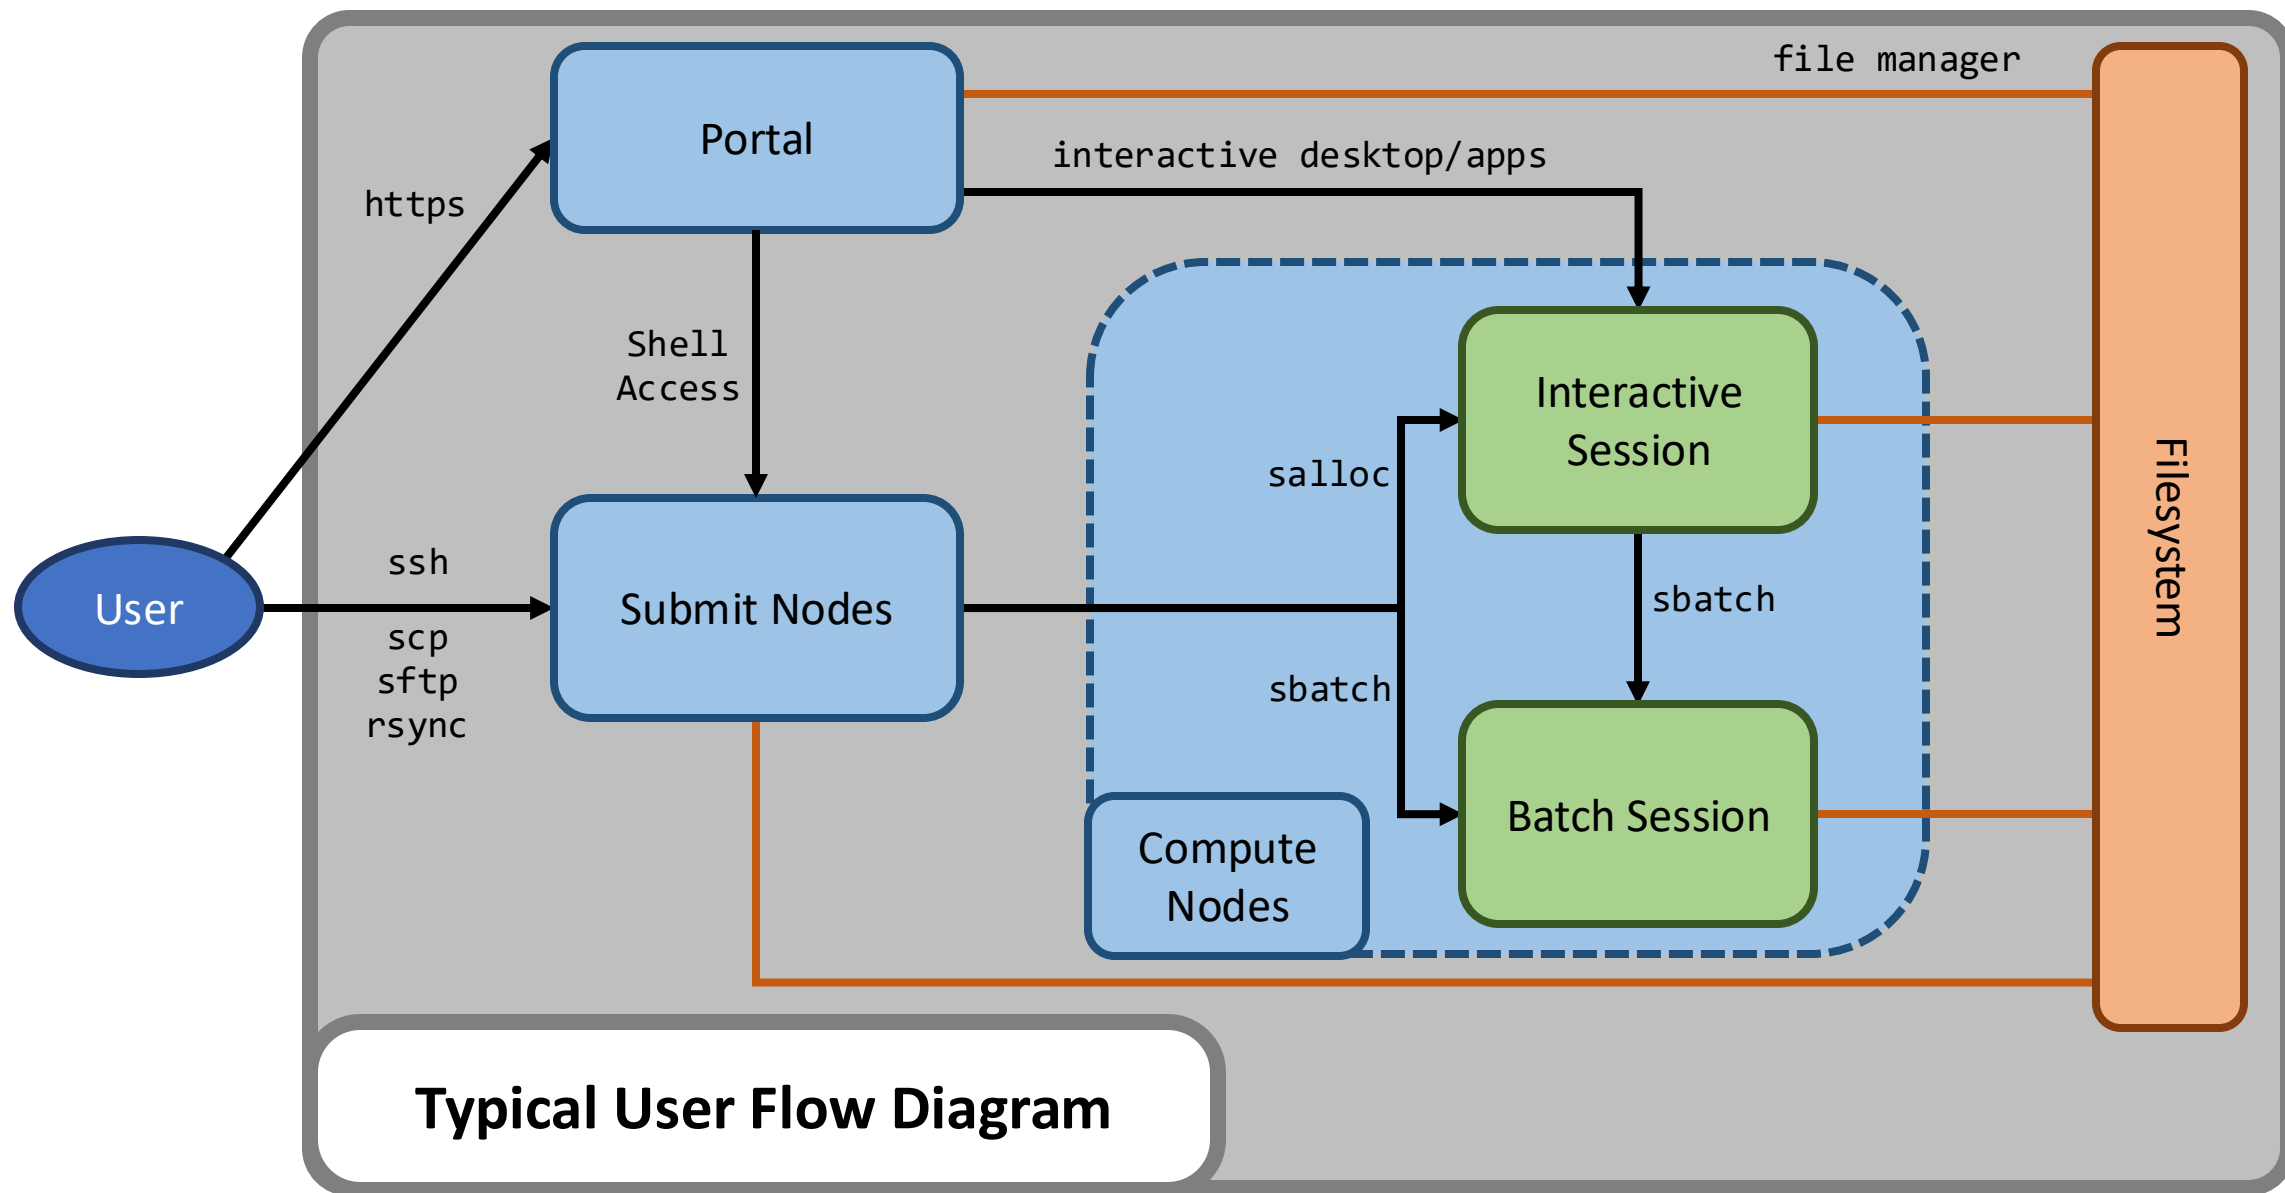 file manager
Portal
interactive desktop/apps
https
Shell
Access
Interactive
Session
salloc
Filesystem
ssh
User
Submit Nodes
sbatch
scp
sftp
rsync
sbatch
Batch Session
Compute
Nodes
Typical User Flow Diagram